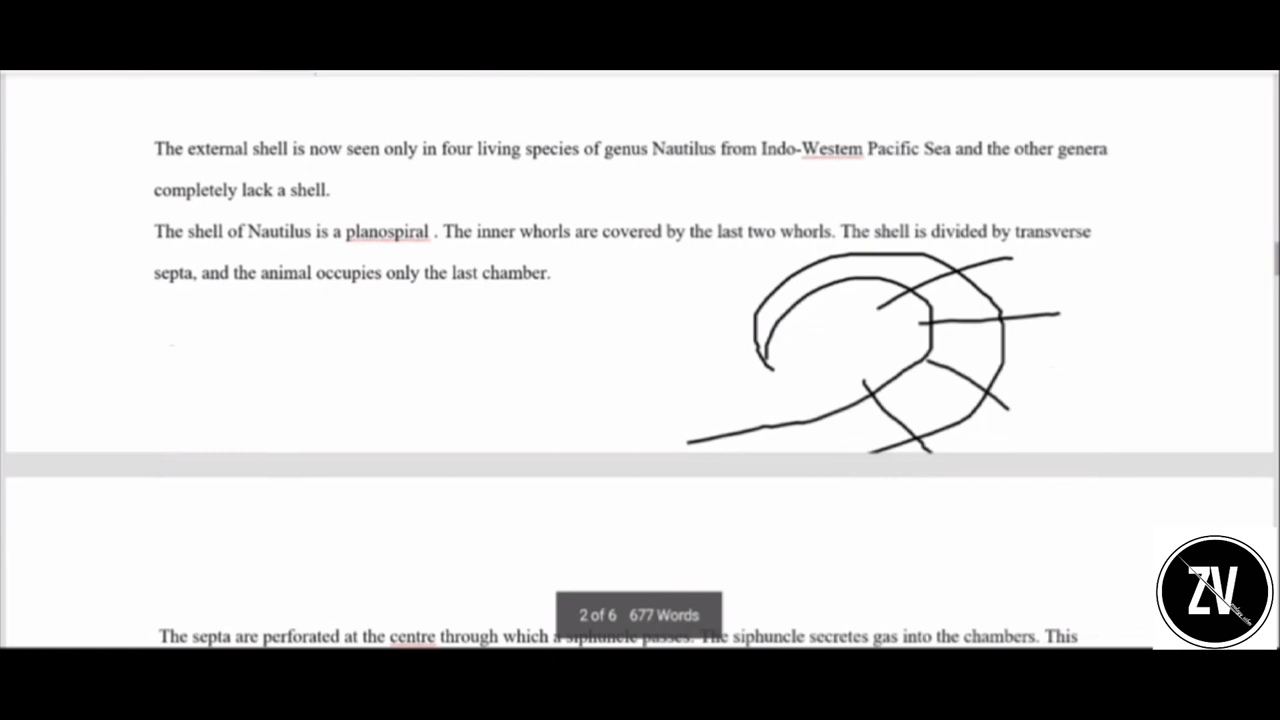 The external shell is now seen only in four living species of genus Nautilus from Indo-Westem Pacific Sea and the other genera
completely lack a shell.
The shell of Nautilus is a planospiral . The inner whorls are covered by the last two whorls. The shell is divided by transverse
septa, and the animal occupies only the last chamber.
2 of 6 677 Words
The septa are perforated at the centre through which a siphuncle passes. The siphuncle secretes gas into the chambers. This
ZV